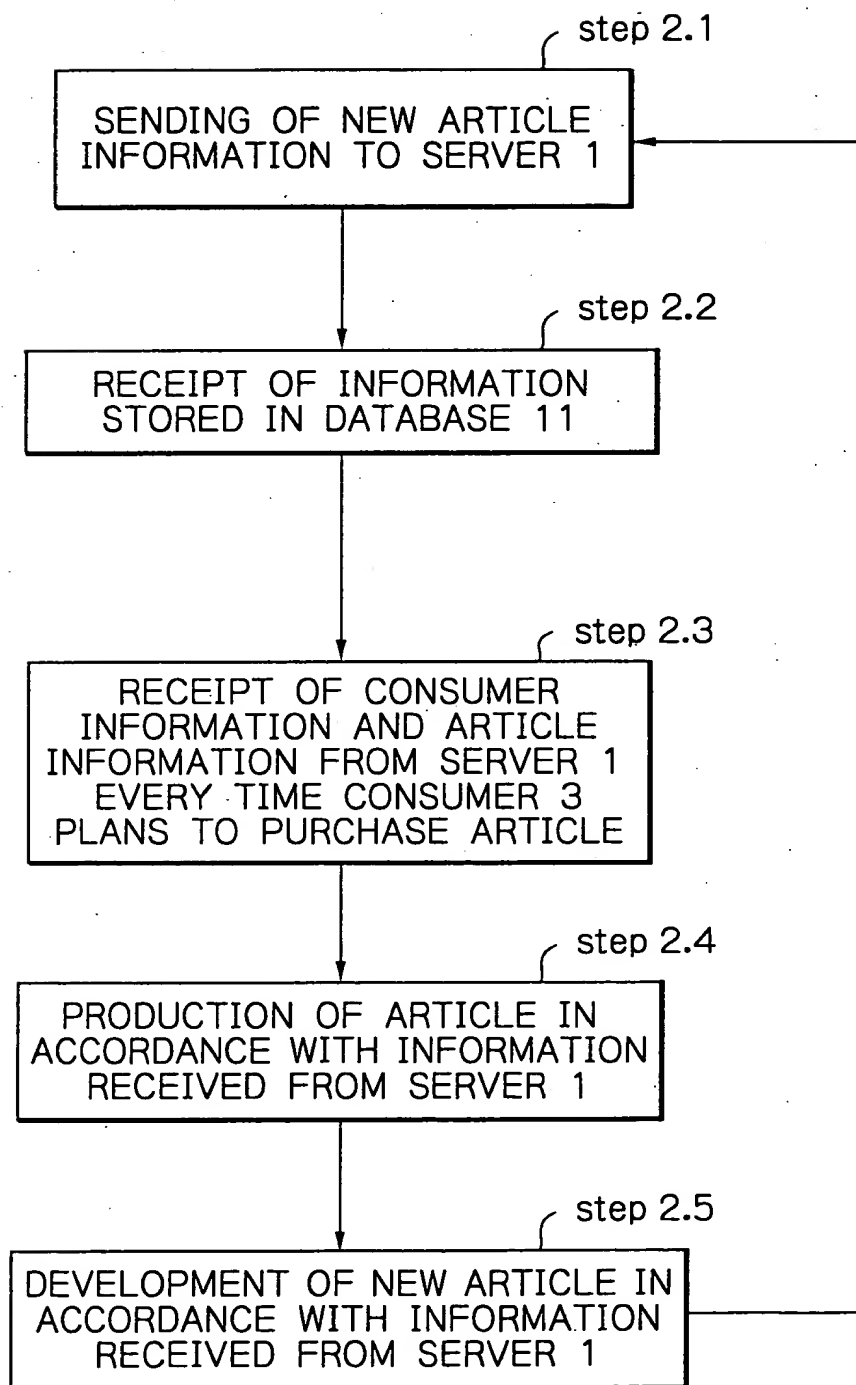 step 2.1
SENDING OF NEW ARTICLE
INFORMATION TO SERVER 1
step 2.2
RECEIPT OF INFORMATION
STORED IN DATABASE 11
step 2.3
RECEIPT OF CONSUMER
INFORMATION AND ARTICLE
INFORMATION FROM SERVER 1
EVERY TIME CONSUMER 3
PLANS TO PURCHASE ARTICLE
step 2.4
PRODUCTION OF ARTICLE IN
ACCORDANCE WITH INFORMATION
RECEIVED FROM SERVER 1
step 2.5
DEVELOPMENT OF NEW ARTICLE IN
ACCORDANCE WITH INFORMATION
RECEIVED FROM SERVER 1